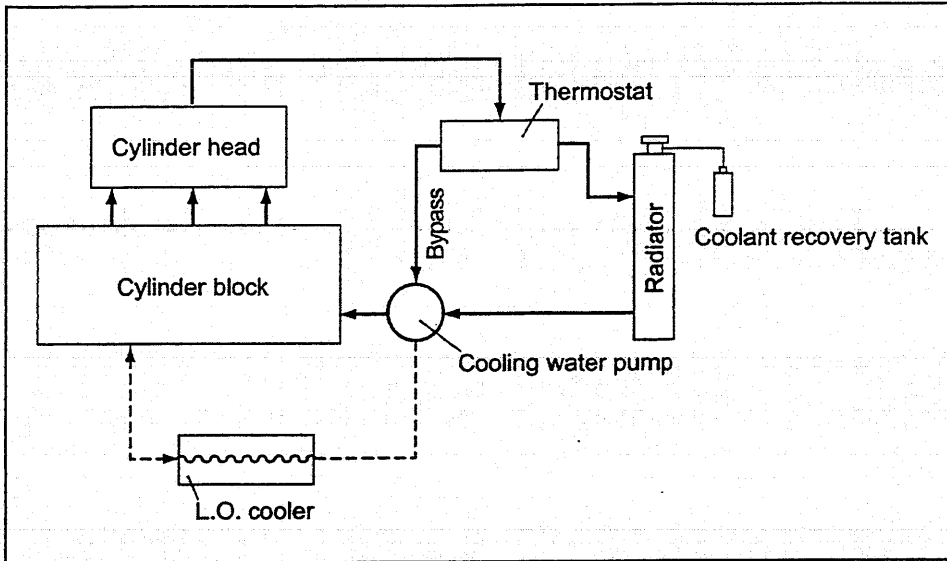 Thermostat
Cylinder head
Bypass
Radiator
Coolant recovery tank
Cylinder block
Cooling water pump
L.O. cooler